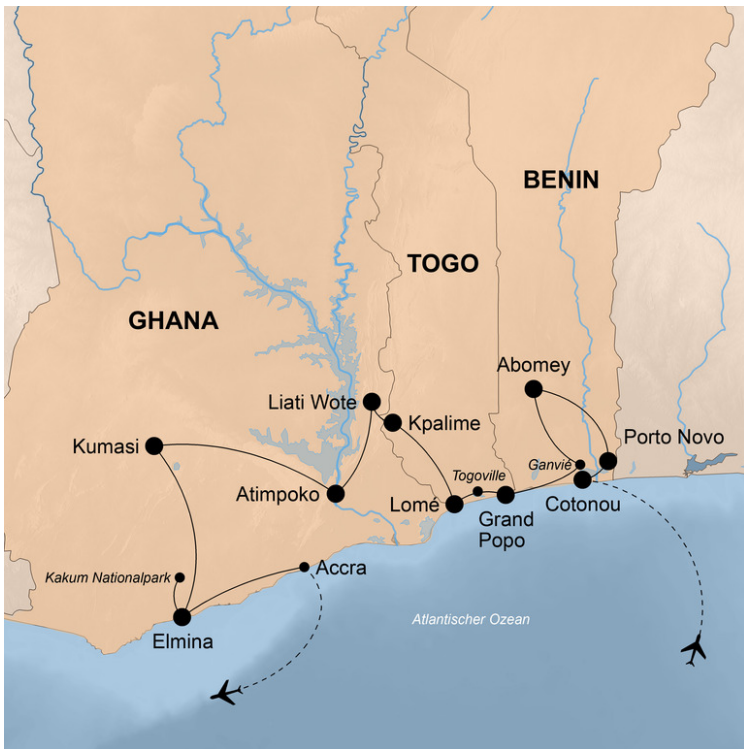 BENIN
TOGO
GHANA
Abomey
Liati Wote
Kpalime
Kumasi
Porto Novo
Ganvié
Togoville
Cotonou
Atimpoko
Lomé
Grand
Popo
Accra
Kakum Nationalpark
Elmina
Atlantischer Ozean